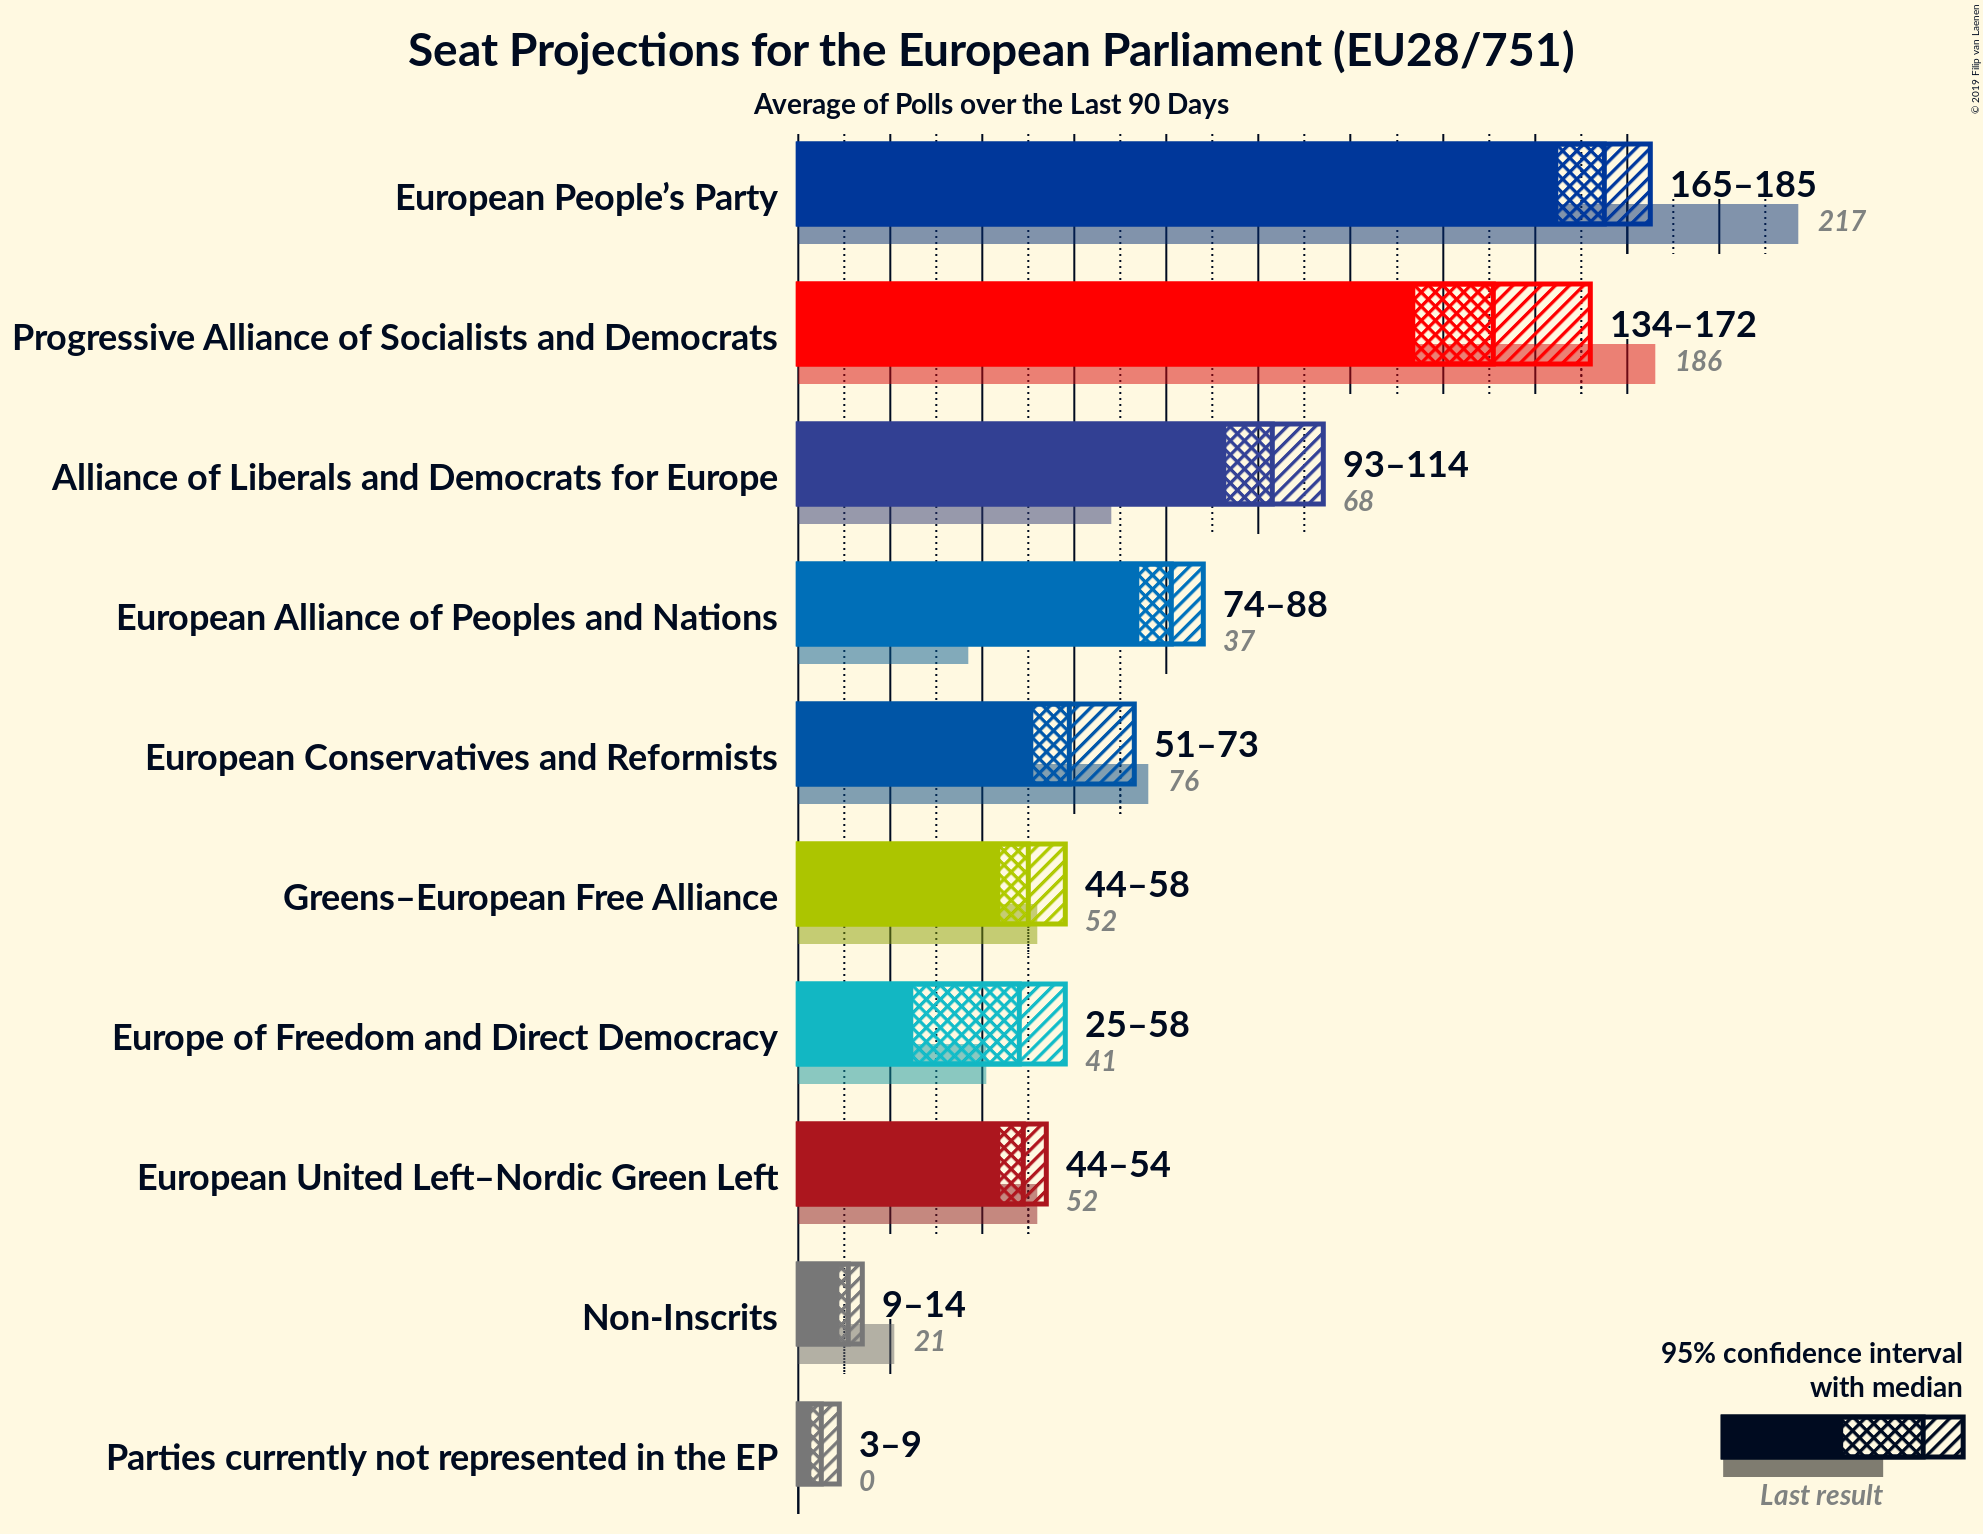 Seat Projections for the European Parliament (EU28/751)
Average of Polls over the Last 90 Days
© 2019 Filip van Laenen
European People’s Party
165–185
217
Progressive Alliance of Socialists and Democrats
134–172
186
Alliance of Liberals and Democrats for Europe
93–114
68
European Alliance of Peoples and Nations
74–88
37
European Conservatives and Reformists
51–73
76
Greens–European Free Alliance
44–58
52
Europe of Freedom and Direct Democracy
25–58
41
European United Left–Nordic Green Left
44–54
52
Non-Inscrits
9–14
21
Parties currently not represented in the EP
3–9
0
95% confidence interval
with median
Last result